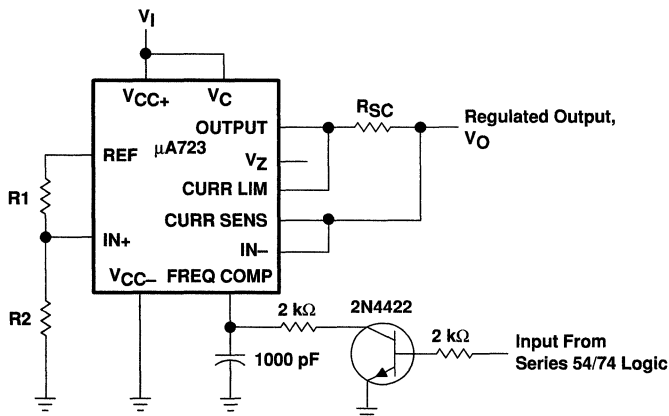 VI
VCC+
VC
OUTPUT
RSC
Regulated Output,
VO
REF
μA723
VZ
R1
CURR LIM
CURR SENS
IN+
IN–
VCC–
FREQ COMP
R2
2 kΩ
2N4422
2 kΩ
Input From
Series 54/74 Logic
1000 pF